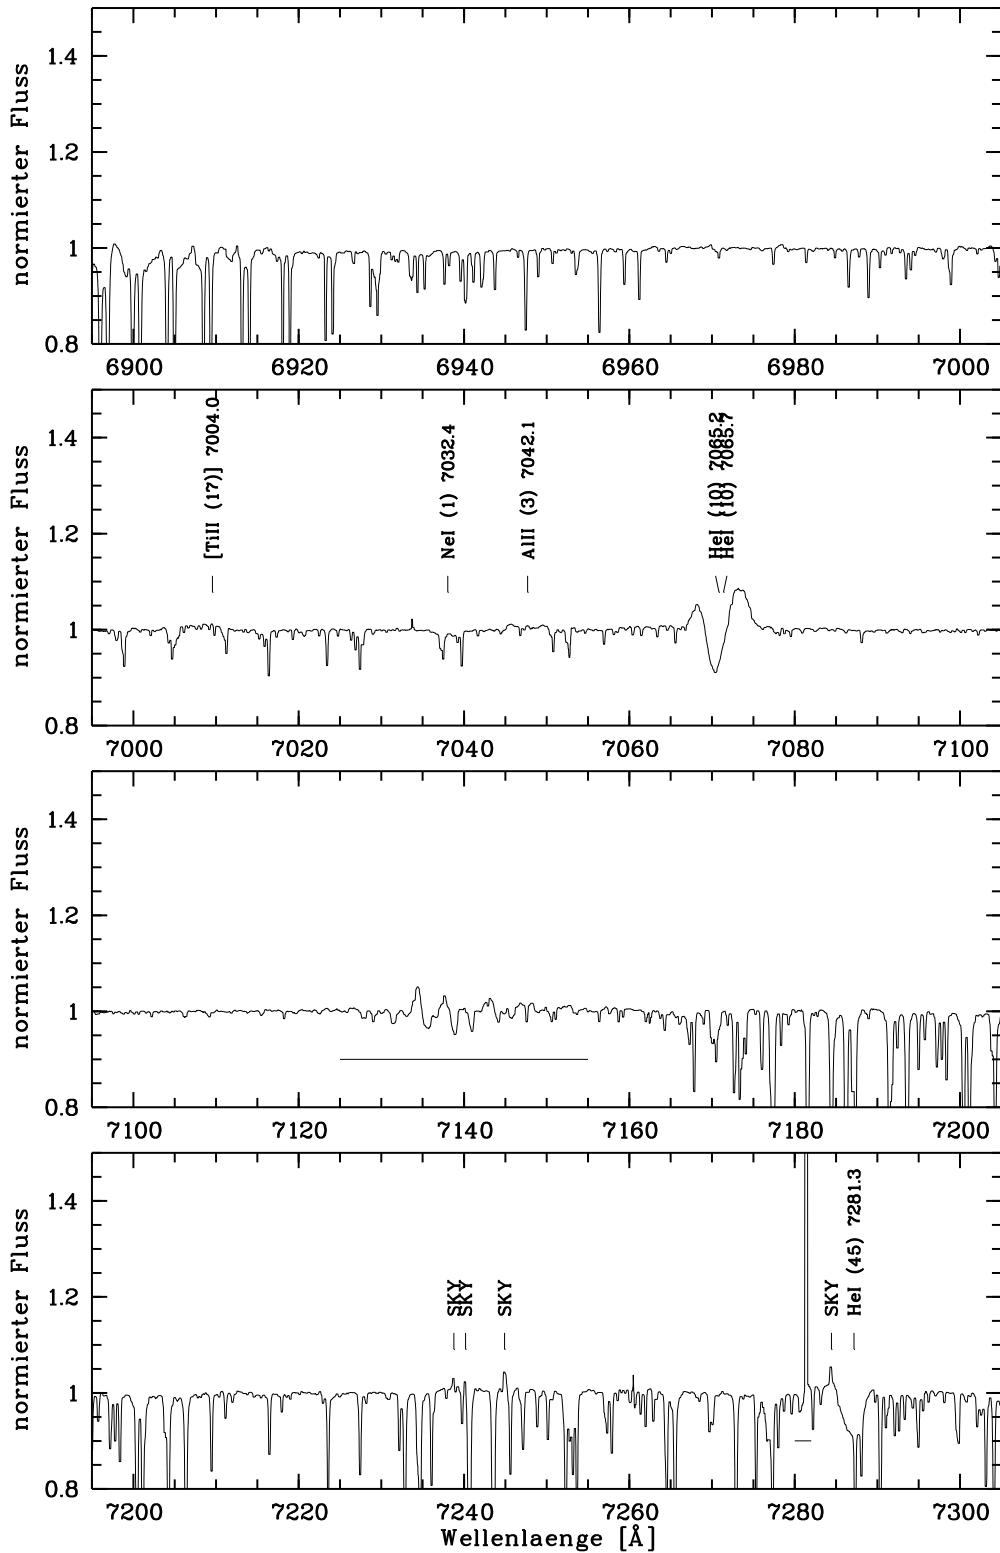 normierter Fluss
1.4
1.2
1
0.8
6900 6920 6940 6960 6980 7000
normierter Fluss
1.4
1.2
1
0.8
[TiII (17)] 7004.0
NeI (1) 7032.4
AlII (3) 7042.1
HeI (10) 7065.2
HeI (10) 7065.7
7000 7020 7040 7060 7080 7100
normierter Fluss
1.4
1.2
1
0.8
7100 7120 7140 7160 7180 7200
normierter Fluss
1.4
1.2
1
0.8
SKY
SKY
SKY
SKY
HeI (45) 7281.3
7200 7220 7240 7260 7280 7300
Wellenlaenge [Å]